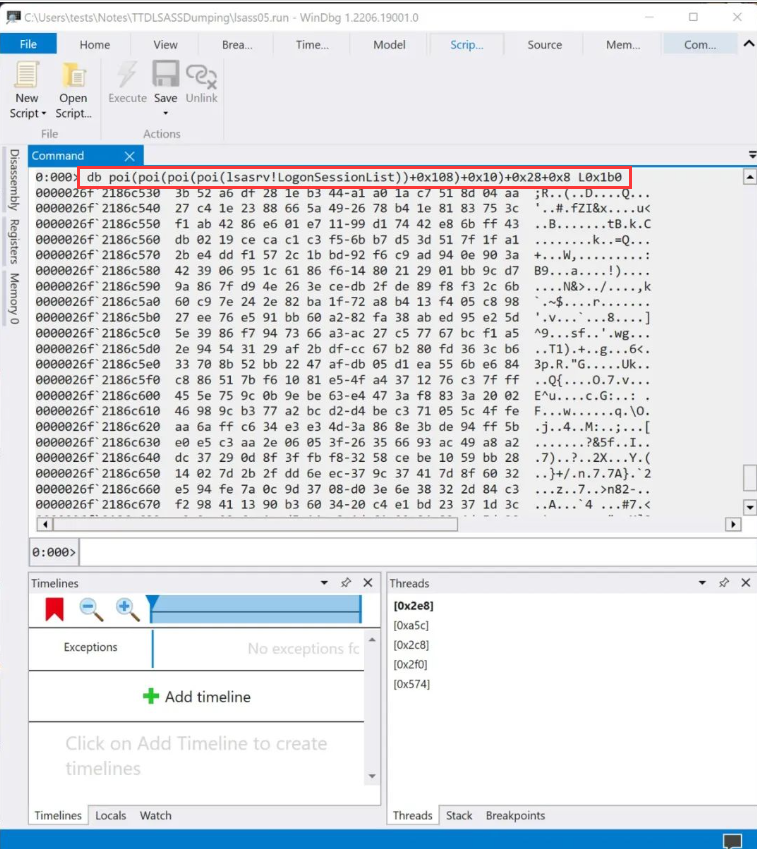 C:\Users\tests\Notes\TTDLSASSDumping\lsass05.run - WinDbg 1.2206.19001.0
File Home View Brea... Time... Model Scrip... Source Mem... Com...
New Script Open Script... Execute Save Unlink
File Actions
Disassembly
Registers
Memory 0
Command
0:000> db poi(poi(poi(poi(lsasrv!LogonSessionList))+0x108)+0x10)+0x28+0x8 L0x1b0
0000026f`2186c530 3b 52 a6 df 28 1e b3 44-a1 a0 1a c7 51 8d 04 aa ;R..(..D....Q...
0000026f`2186c540 27 c4 1e 23 88 66 5a 49-26 78 b4 1e 81 83 75 3c '..#.fZI&x....u<
0000026f`2186c550 f1 ab 42 86 e6 01 e7 11-99 d1 74 42 e8 6b ff 43 ..B.......tB.k.C
0000026f`2186c560 db 02 19 ce ca c1 c3 f5-6b b7 d5 3d 51 7f 1f a1 ........k..=Q...
0000026f`2186c570 2b e4 dd f1 57 2c 1b bd-92 f6 c9 ad 94 0e 90 3a +...W,.........:
0000026f`2186c580 42 39 06 95 1c 61 86 f6-14 80 21 29 01 bb 9c d7 B9...a....!)....
0000026f`2186c590 9a 86 7f d9 4e 26 3e ce-db 2f de 89 f8 f3 2c 6b ....N&>../....,k
0000026f`2186c5a0 60 c9 7e 24 2e 82 ba 1f-72 a8 b4 13 f4 05 c8 98 `.~$....r.......
0000026f`2186c5b0 27 ee 76 e5 91 bb 60 a2-82 fa 38 ab ed 95 e2 5d '.v...`...8....]
0000026f`2186c5c0 5e 39 86 f7 94 73 66 a3-ac 27 c5 77 67 bc f1 a5 ^9...sf..'.wg...
0000026f`2186c5d0 2e 94 54 31 29 af 2b df-cc 67 b2 80 fd 36 3c b6 ..T1).+..g...6<.
0000026f`2186c5e0 33 70 8b 52 bb 22 47 af-db 05 d1 ea 55 6b e6 84 3p.R."G.....Uk..
0000026f`2186c5f0 c8 86 51 7b f6 10 81 e5-4f a4 37 12 76 c3 7f ff ..Q{....O.7.v...
0000026f`2186c600 45 5e 75 9c 0b 9e be 63-e4 47 3a f8 83 3a 20 02 E^u....c.G:..: .
0000026f`2186c610 46 98 9c b3 77 a2 bc d2-d4 be c3 71 05 5c 4f fe F...w......q.\O.
0000026f`2186c620 aa 6a ff c6 34 e3 e3 4d-3a 86 8e 3b de 94 ff 5b .j..4..M:..;...[
0000026f`2186c630 e0 e5 c3 aa 2e 06 05 3f-26 35 66 93 ac 49 a8 a2 .......?&5f..I..
0000026f`2186c640 dc 37 29 0d 8f 3f fb f8-32 58 ce be 10 59 bb 28 .7)..?..2X...Y.(
0000026f`2186c650 14 02 7d 2b 2f dd 6e ec-37 9c 37 41 7d 8f 60 32 ..}+/.n.7.7A}.`2
0000026f`2186c660 e5 94 fe 7a 0c 9d 37 08-d0 3e 6e 38 32 2d 84 c3 ...z..7..>n82-..
0000026f`2186c670 f2 98 41 13 90 b3 60 34-20 c4 e1 bd 23 37 1d 3c ..A...`4 ...#7.<
0:000>
Timelines
Exceptions No exceptions fo
Add timeline
Click on Add Timeline to create
timelines
Timelines Locals Watch
Threads
[0x2e8]
[0xa5c]
[0x2c8]
[0x2f0]
[0x574]
Threads Stack Breakpoints